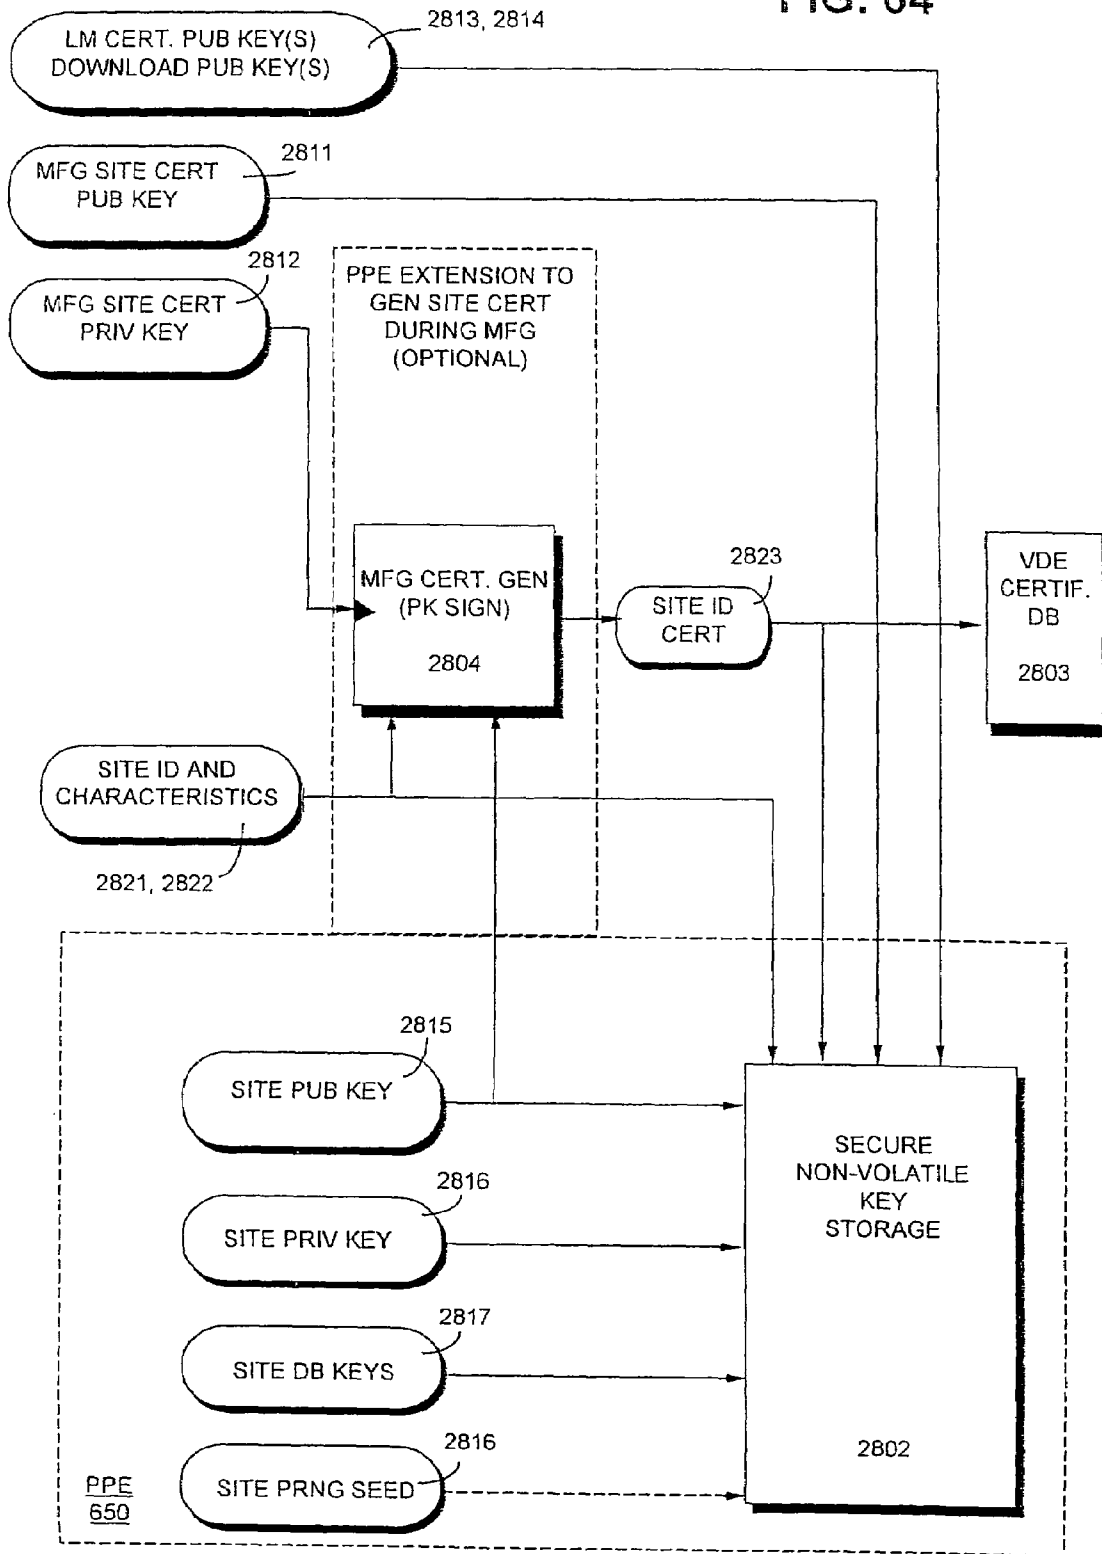 FIG. 64
2813, 2814
LM CERT. PUB KEY(S)
DOWNLOAD PUB KEY(S)
2811
MFG SITE CERT
PUB KEY
2812
MFG SITE CERT
PRIV KEY
PPE EXTENSION TO
GEN SITE CERT
DURING MFG
(OPTIONAL)
MFG CERT. GEN
(PK SIGN)
2804
2823
SITE ID
CERT
VDE
CERTIF.
DB
2803
SITE ID AND
CHARACTERISTICS
2821, 2822
2815
SITE PUB KEY
2816
SITE PRIV KEY
2817
SITE DB KEYS
2816
SITE PRNG SEED
SECURE
NON-VOLATILE
KEY
STORAGE
2802
PPE
650